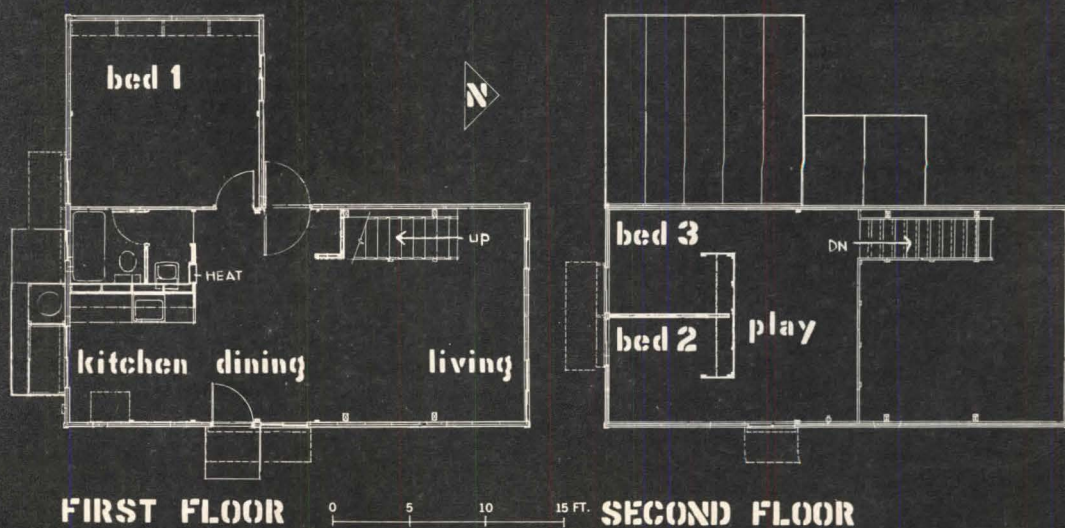 bed 1
N
UP
HEAT
kitchen dining living
FIRST FLOOR
0 5 10 15 FT.
bed 3
DN
bed 2
play
SECOND FLOOR